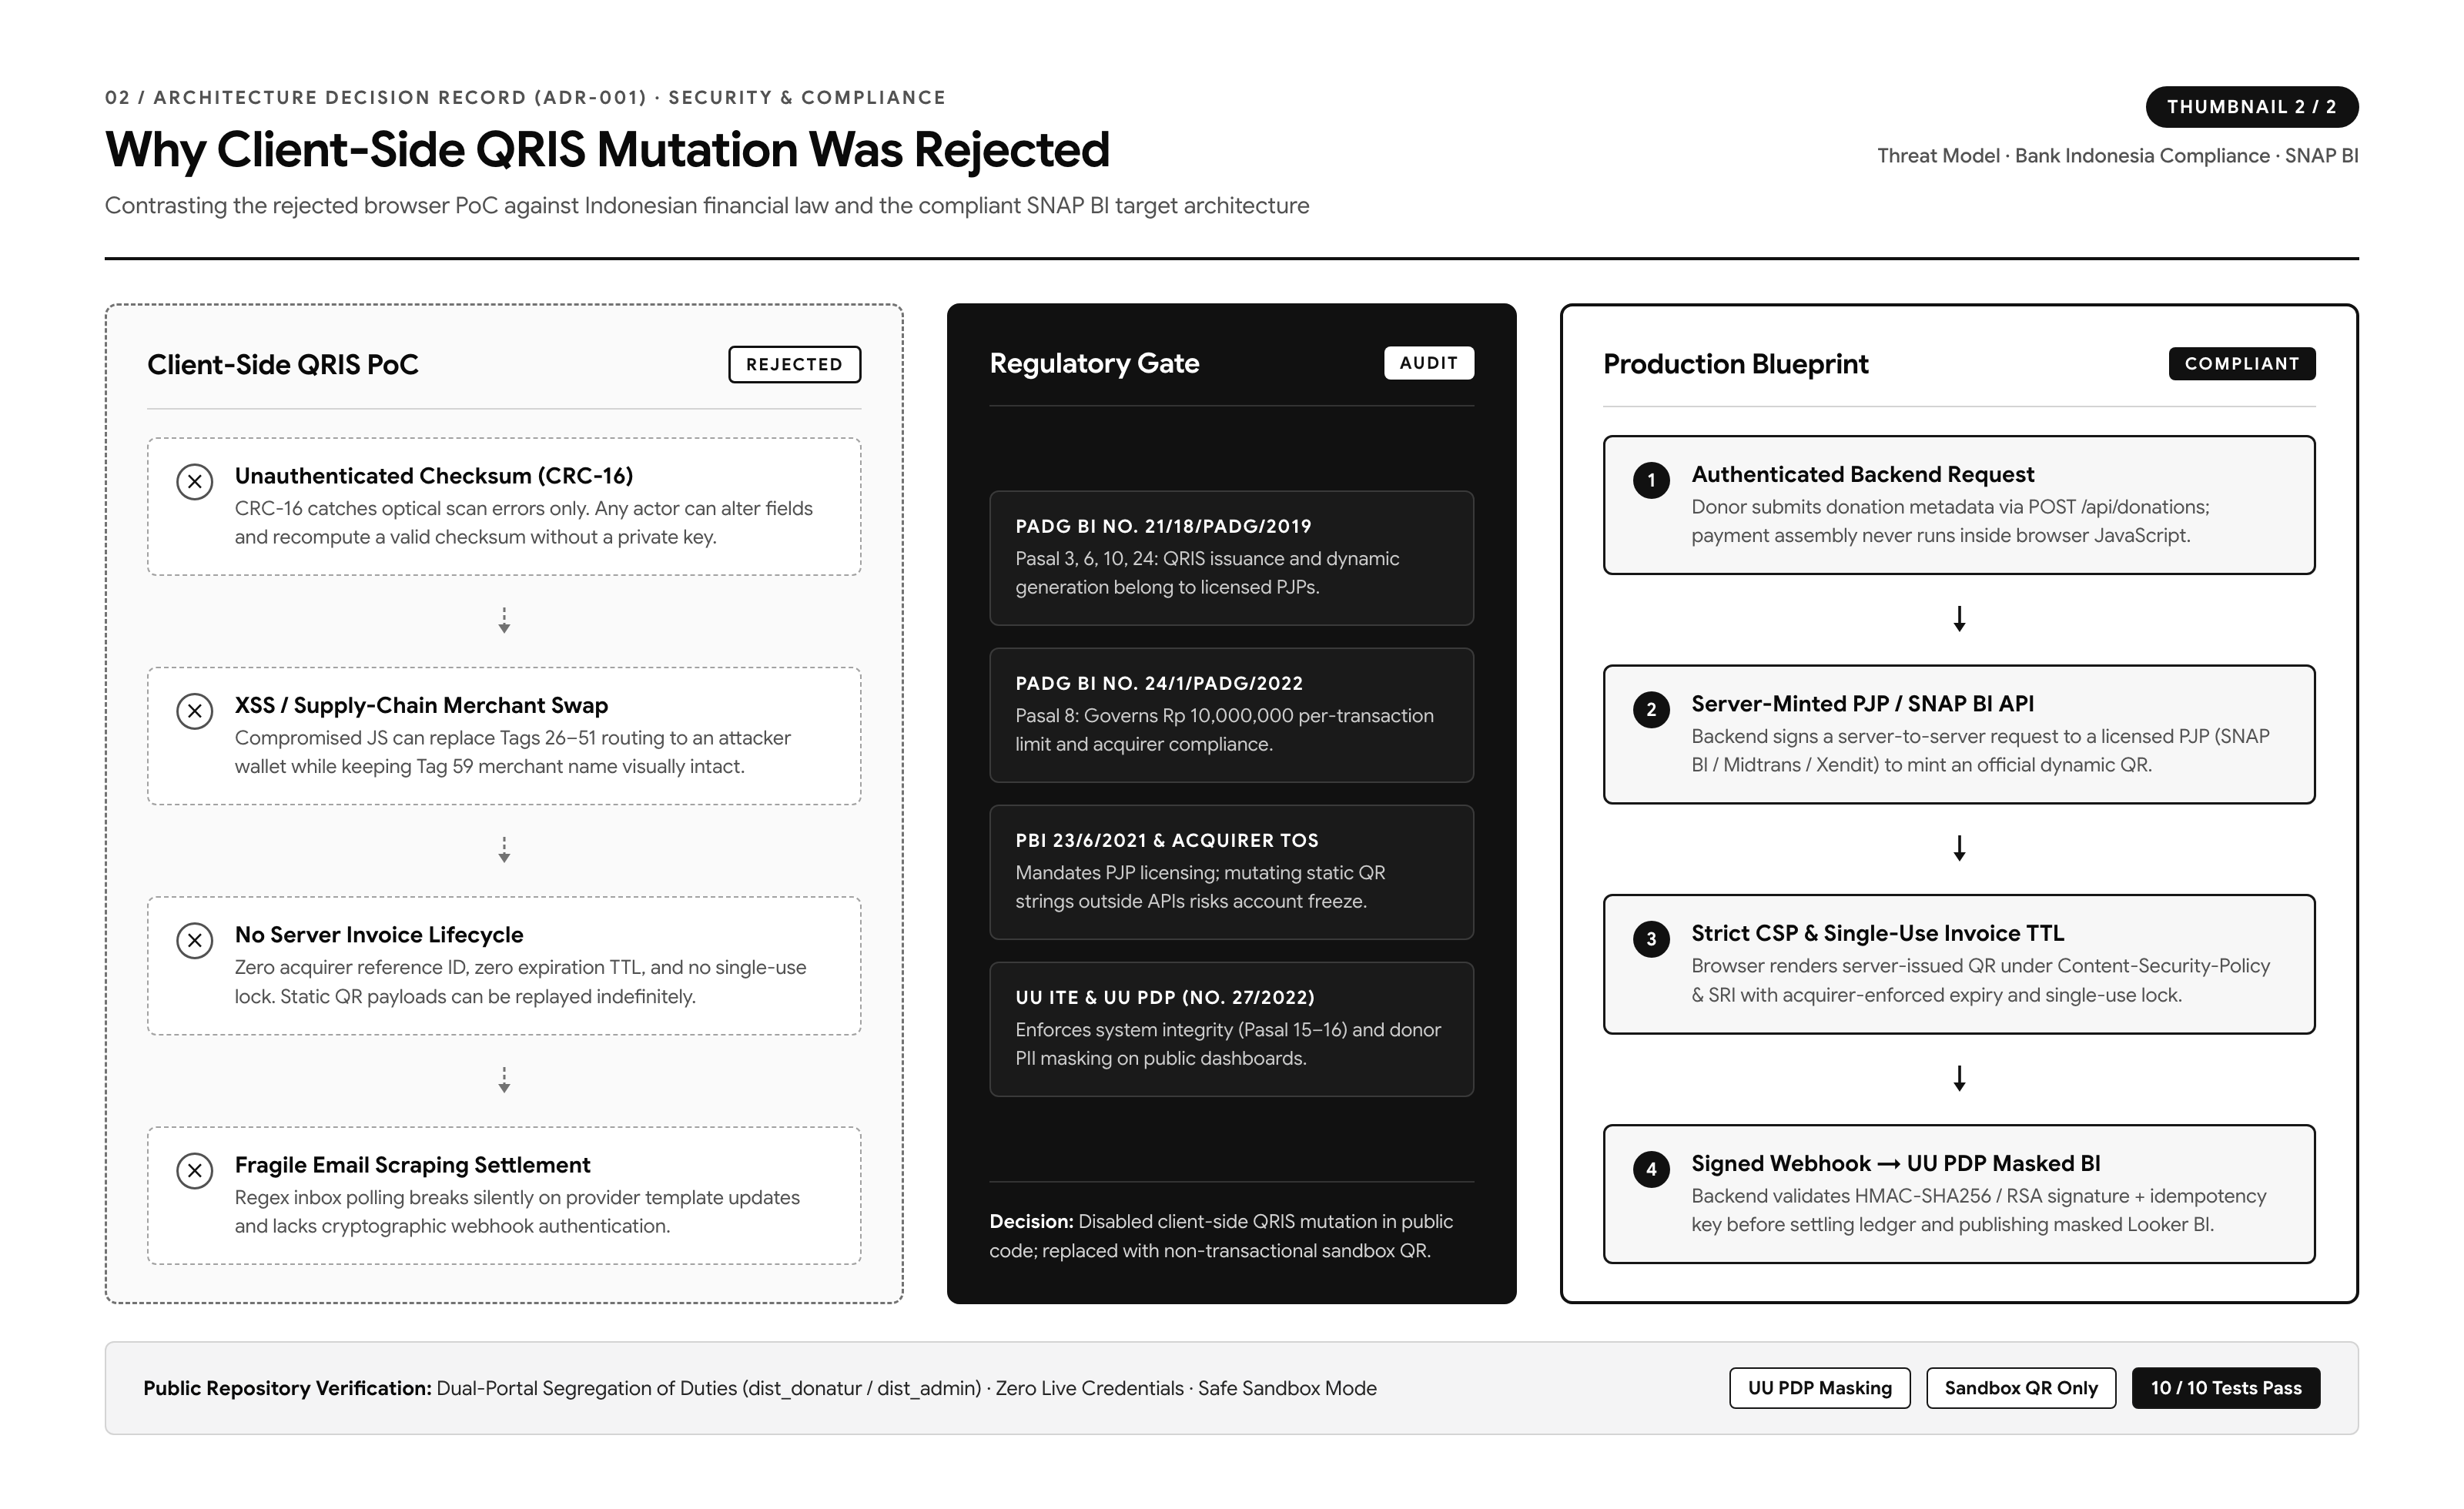 02 / ARCHITECTURE DECISION RECORD (ADR-001) · SECURITY & COMPLIANCE
Why Client-Side QRIS Mutation Was Rejected
Contrasting the rejected browser PoC against Indonesian financial law and the compliant SNAP BI target architecture
THUMBNAIL 2 / 2
Threat Model · Bank Indonesia Compliance · SNAP BI
Client-Side QRIS PoC
REJECTED
Unauthenticated Checksum (CRC-16)
CRC-16 catches optical scan errors only. Any actor can alter fields
and recompute a valid checksum without a private key.
XSS / Supply-Chain Merchant Swap
Compromised JS can replace Tags 26–51 routing to an attacker
wallet while keeping Tag 59 merchant name visually intact.
No Server Invoice Lifecycle
Zero acquirer reference ID, zero expiration TTL, and no single-use
lock. Static QR payloads can be replayed indefinitely.
Fragile Email Scraping Settlement
Regex inbox polling breaks silently on provider template updates
and lacks cryptographic webhook authentication.
Regulatory Gate
AUDIT
PADG BI NO. 21/18/PADG/2019
Pasal 3, 6, 10, 24: QRIS issuance and dynamic
generation belong to licensed PJPs.
PADG BI NO. 24/1/PADG/2022
Pasal 8: Governs Rp 10,000,000 per-transaction
limit and acquirer compliance.
PBI 23/6/2021 & ACQUIRER TOS
Mandates PJP licensing; mutating static QR
strings outside APIs risks account freeze.
UU ITE & UU PDP (NO. 27/2022)
Enforces system integrity (Pasal 15–16) and donor
PII masking on public dashboards.
Decision: Disabled client-side QRIS mutation in public
code; replaced with non-transactional sandbox QR.
Production Blueprint
COMPLIANT
1
Authenticated Backend Request
Donor submits donation metadata via POST /api/donations;
payment assembly never runs inside browser JavaScript.
2
Server-Minted PJP / SNAP BI API
Backend signs a server-to-server request to a licensed PJP (SNAP
BI / Midtrans / Xendit) to mint an official dynamic QR.
3
Strict CSP & Single-Use Invoice TTL
Browser renders server-issued QR under Content-Security-Policy
& SRI with acquirer-enforced expiry and single-use lock.
4
Signed Webhook → UU PDP Masked BI
Backend validates HMAC-SHA256 / RSA signature + idempotency
key before settling ledger and publishing masked Looker BI.
Public Repository Verification: Dual-Portal Segregation of Duties (dist_donatur / dist_admin) · Zero Live Credentials · Safe Sandbox Mode
UU PDP Masking
Sandbox QR Only
10 / 10 Tests Pass